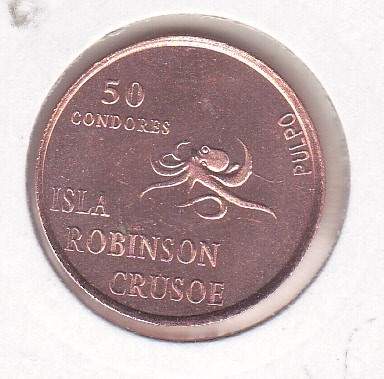 50
CONDORES
PULPO
ISLA
ROBINSON
CRUSOE